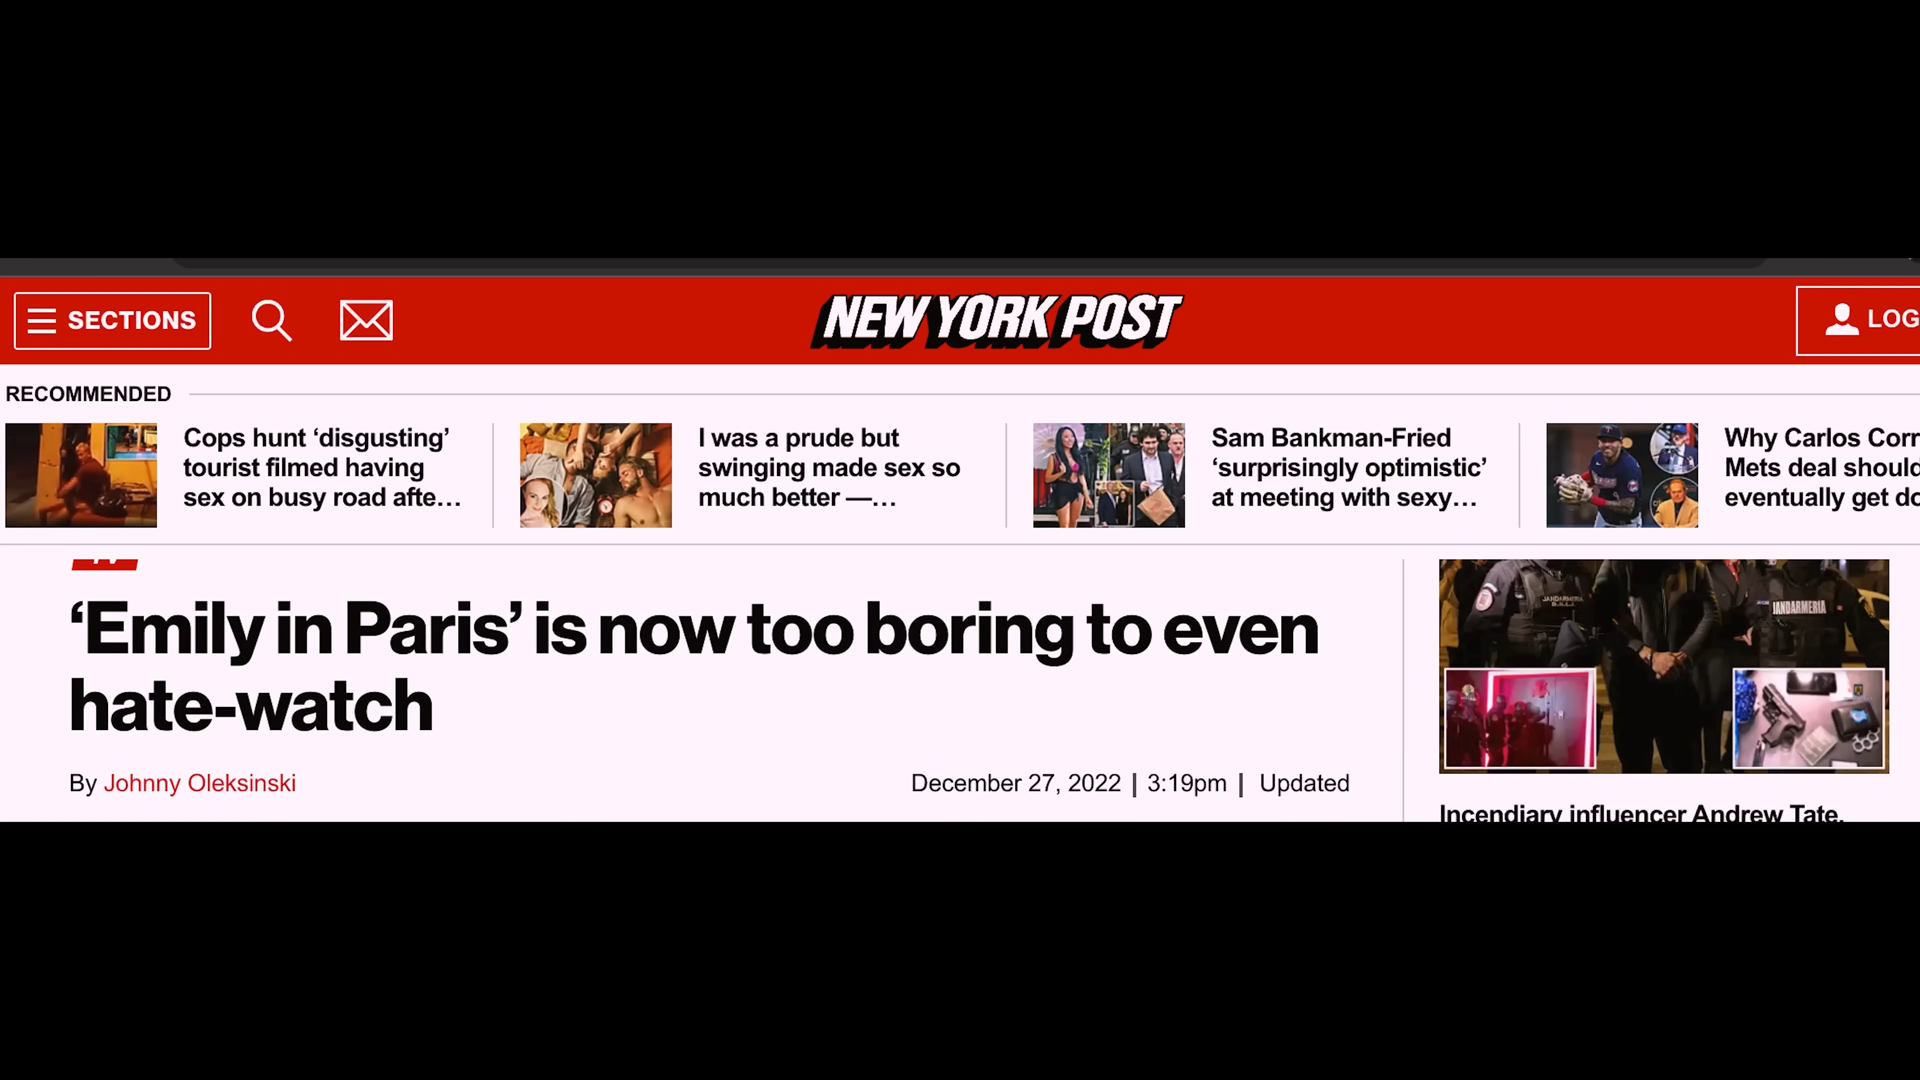 SECTIONS
NEW YORK POST
LOG
RECOMMENDED
Cops hunt ‘disgusting’
tourist filmed having
sex on busy road afte...
I was a prude but
swinging made sex so
much better —...
Sam Bankman-Fried
‘surprisingly optimistic’
at meeting with sexy...
Why Carlos Corr
Mets deal should
eventually get do
‘Emily in Paris’ is now too boring to even
hate-watch
By Johnny Oleksinski
December 27, 2022 | 3:19pm | Updated
JANDARMERIA
JANDARMERIA
Incendiary influencer Andrew Tate,